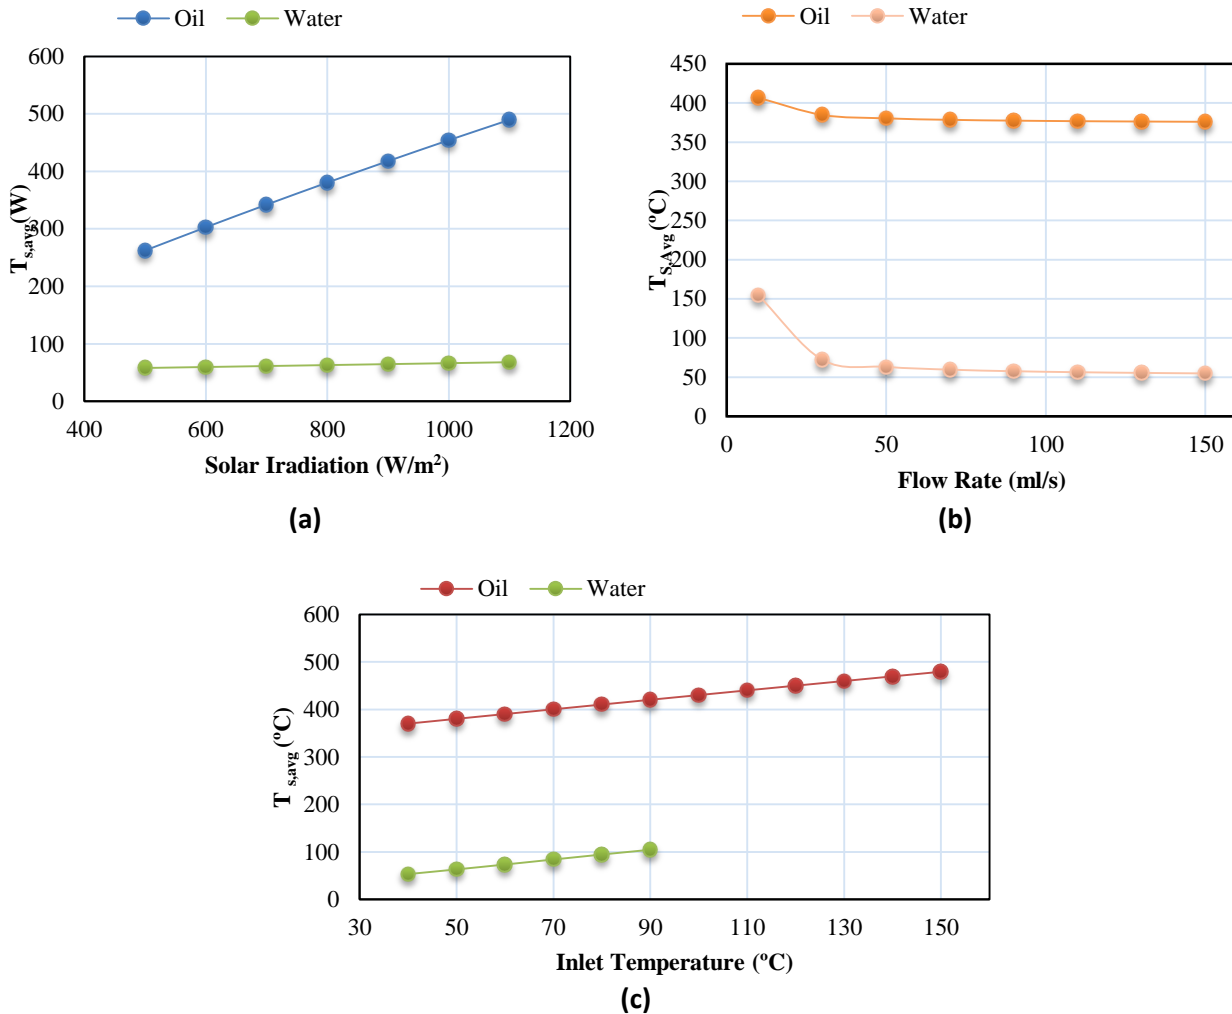 Oil Water
600
500
400
300
200
100
0
400 600 800 1000 1200
T s,avg (W)
Solar Iradiation (W/m²)
(a)
Oil Water
450
400
350
300
250
200
150
100
50
0
0 50 100 150
T S,Avg (ºC)
Flow Rate (ml/s)
(b)
Oil Water
600
500
400
300
200
100
0
30 50 70 90 110 130 150
T s,avg (ºC)
Inlet Temperature (ºC)
(c)